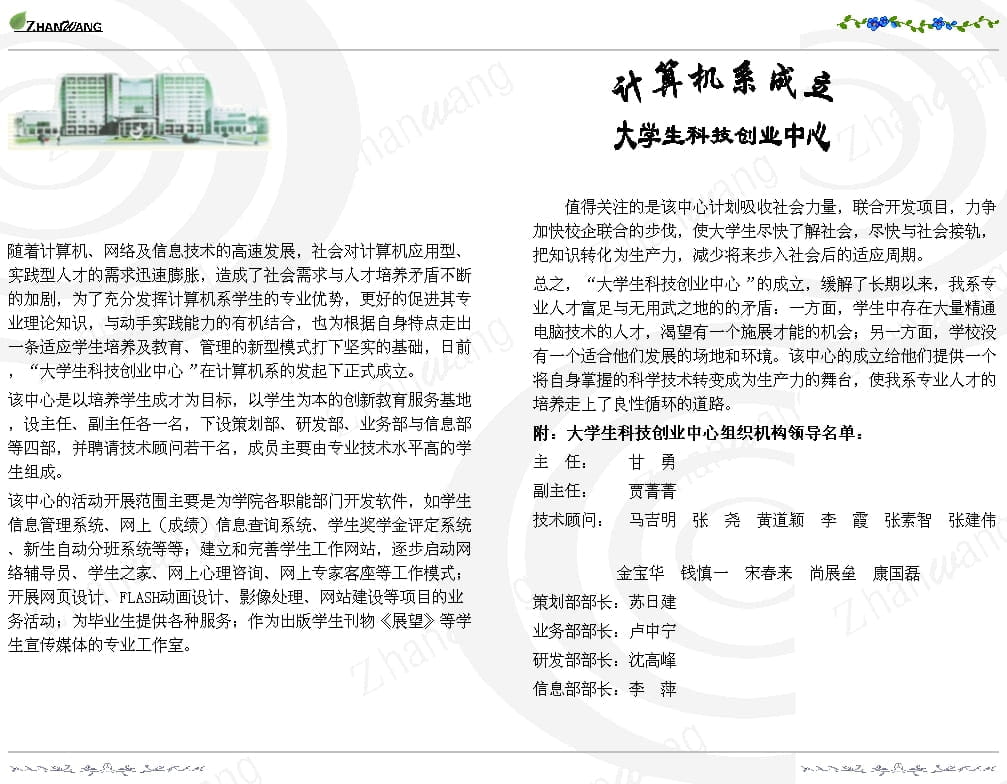 ZHANWANG
计算机系成立
大学生科技创业中心
随着计算机、网络及信息技术的高速发展，社会对计算机应用型、
实践型人才的需求迅速膨胀，造成了社会需求与人才培养矛盾不断
的加剧，为了充分发挥计算机系学生的专业优势，更好的促进其专
业理论知识，与动手实践能力的有机结合，也为根据自身特点走出
一条适应学生培养及教育、管理的新型模式打下坚实的基础，日前
，“大学生科技创业中心 ”在计算机系的发起下正式成立。
该中心是以培养学生成才为目标，以学生为本的创新教育服务基地
，设主任、副主任各一名，下设策划部、研发部、业务部与信息部
等四部，并聘请技术顾问若干名，成员主要由专业技术水平高的学
生组成。
该中心的活动开展范围主要是为学院各职能部门开发软件，如学生
信息管理系统、网上（成绩）信息查询系统、学生奖学金评定系统
、新生自动分班系统等等；建立和完善学生工作网站，逐步启动网
络辅导员、学生之家、网上心理咨询、网上专家客座等工作模式；
开展网页设计、FLASH动画设计、影像处理、网站建设等项目的业
务活动；为毕业生提供各种服务；作为出版学生刊物《展望》等学
生宣传媒体的专业工作室。
值得关注的是该中心计划吸收社会力量，联合开发项目，力争
加快校企联合的步伐，使大学生尽快了解社会，尽快与社会接轨，
把知识转化为生产力，减少将来步入社会后的适应周期。
总之，“大学生科技创业中心 ”的成立，缓解了长期以来，我系专
业人才富足与无用武之地的的矛盾：一方面，学生中存在大量精通
电脑技术的人才，渴望有一个施展才能的机会；另一方面，学校没
有一个适合他们发展的场地和环境。该中心的成立给他们提供一个
将自身掌握的科学技术转变成为生产力的舞台，使我系专业人才的
培养走上了良性循环的道路。
附：大学生科技创业中心组织机构领导名单：
主　任：　　甘　勇
副主任：　　贾菁菁
技术顾问：　马吉明　张　尧　黄道颖　李　霞　张素智　张建伟
金宝华　钱慎一　宋春来　尚展垒　康国磊
策划部部长：苏日建
业务部部长：卢中宁
研发部部长：沈高峰
信息部部长：李　萍